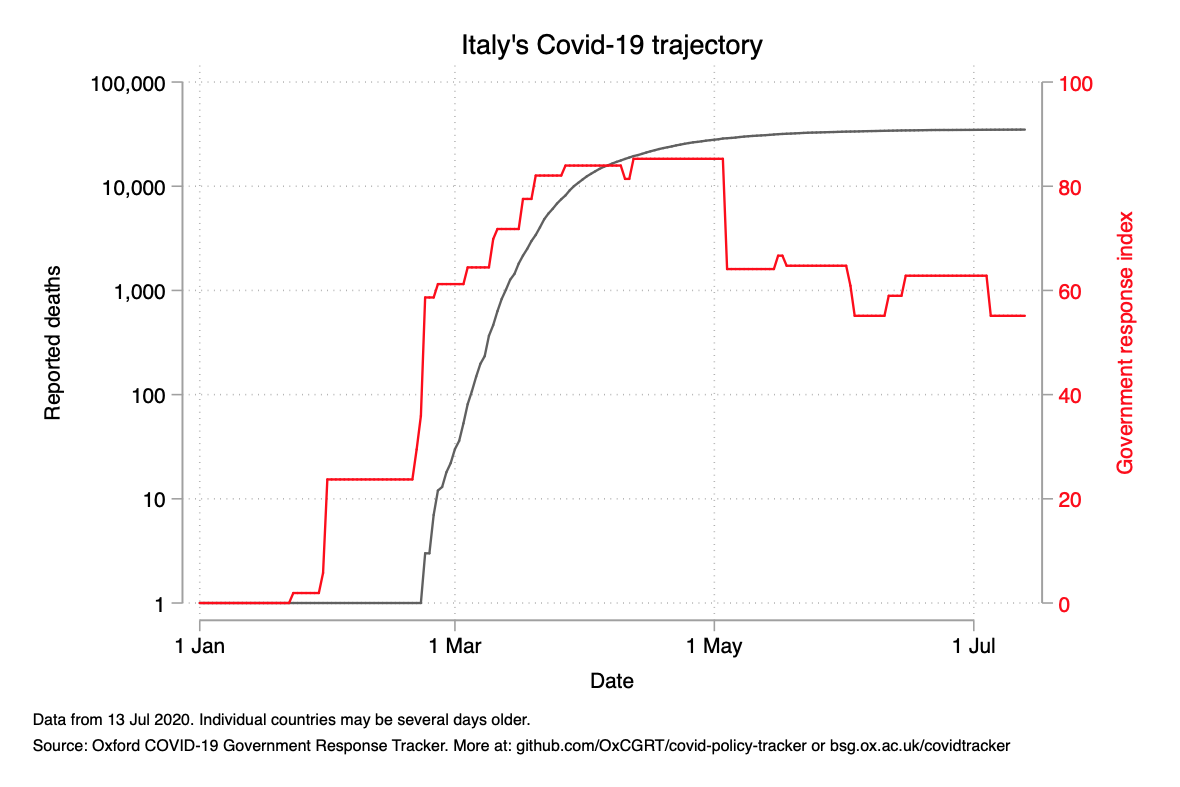 Italy's Covid-19 trajectory
100,000
10,000
1,000
100
10
1
Reported deaths
100
80
60
40
20
0
Government response index
1 Jan
1 Mar
1 May
1 Jul
Date
Data from 13 Jul 2020. Individual countries may be several days older.
Source: Oxford COVID-19 Government Response Tracker. More at: github.com/OxCGRT/covid-policy-tracker or bsg.ox.ac.uk/covidtracker